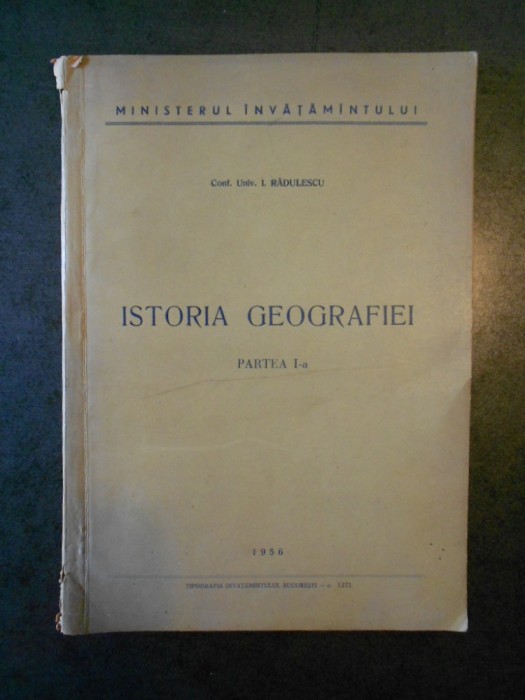 MINISTERUL ÎNVĂȚĂMÎNTULUI
Conf. Univ. I. RĂDULESCU
ISTORIA GEOGRAFIEI
PARTEA I-a
1956
TIPOGRAFIA ÎNVĂȚĂMÎNTULUI, BUCUREȘTI – c.